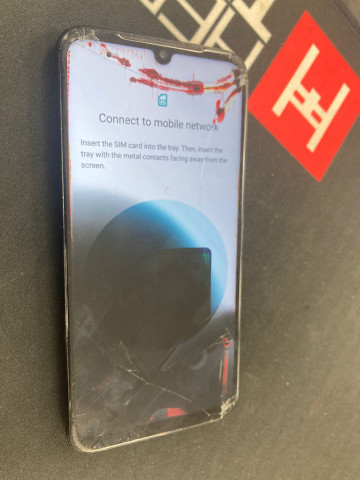 Connect to mobile network
Insert the SIM card into the tray. Then, insert the
tray with the metal contacts facing away from the
screen.